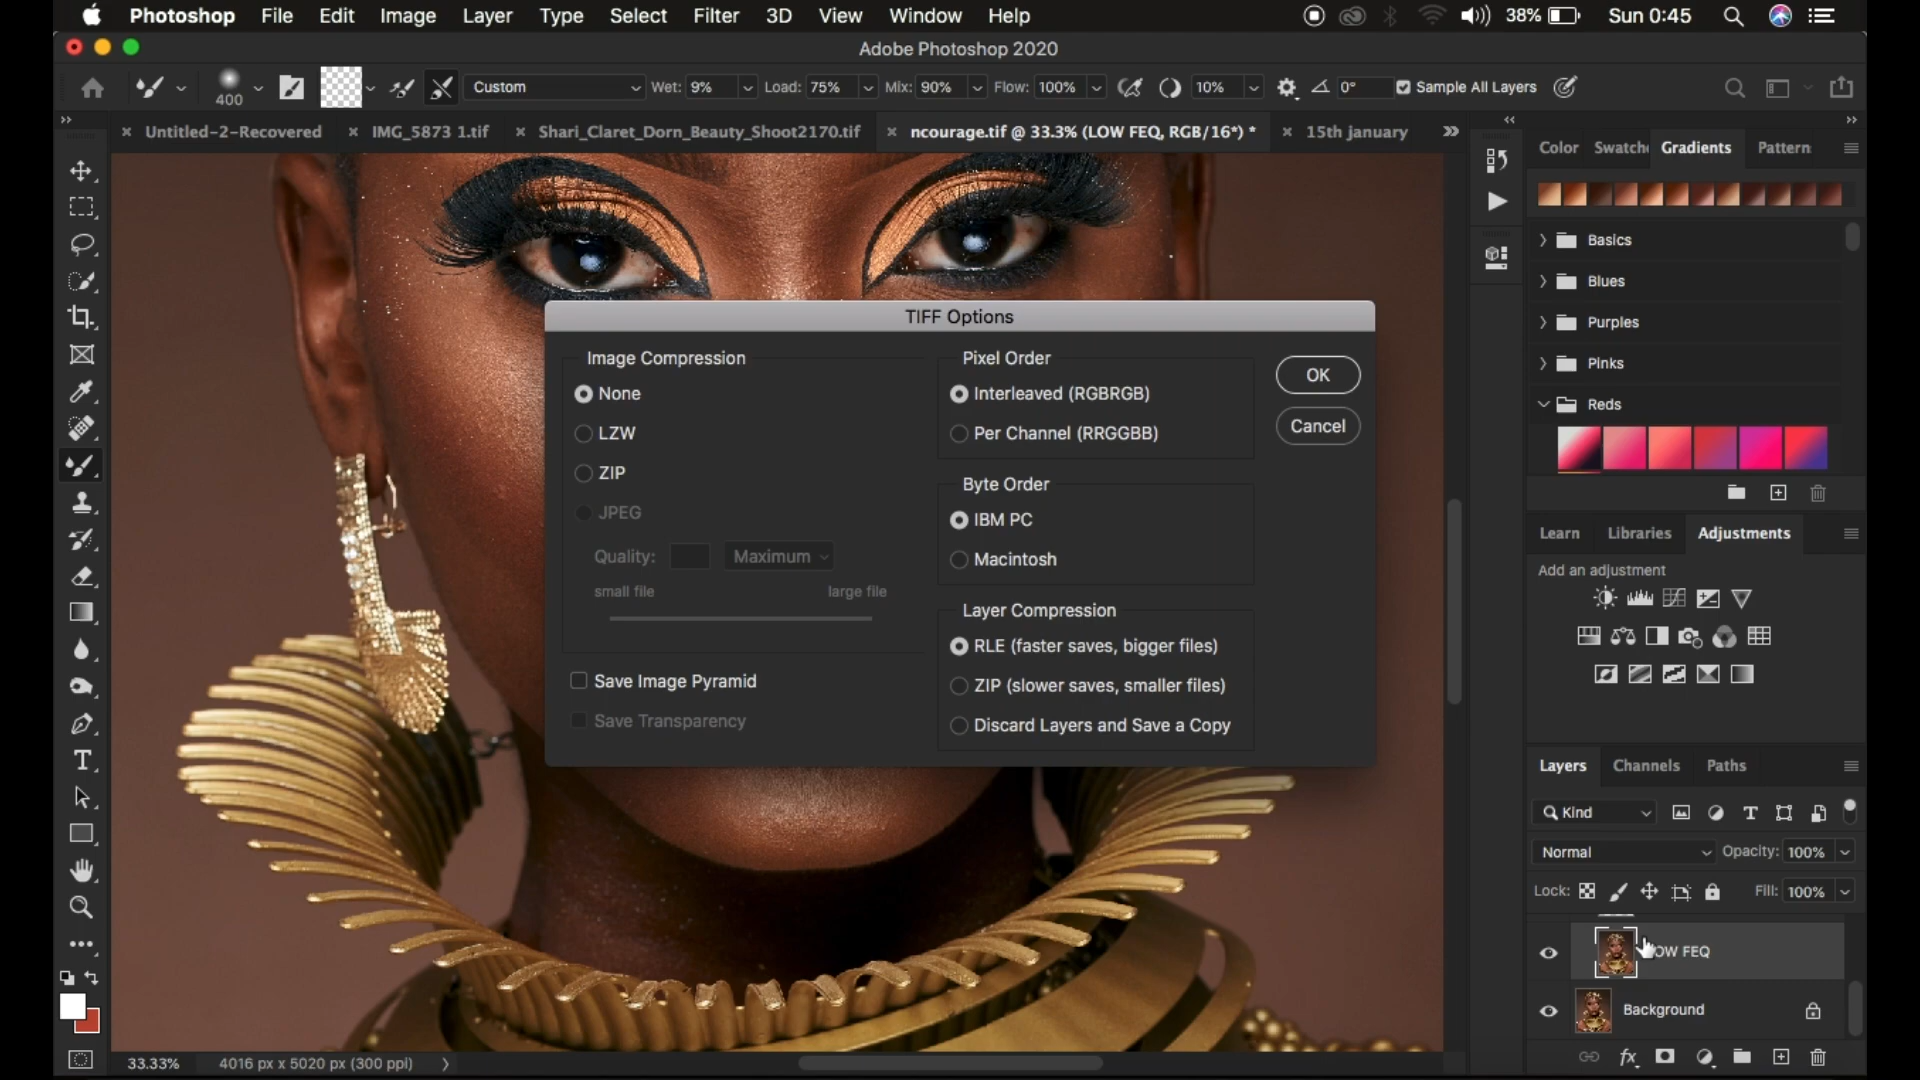 Photoshop File Edit Image Layer Type Select Filter 3D View Window Help 38% Sun 0:45
Adobe Photoshop 2020
400 Custom Wet: 9% Load: 75% Mix: 90% Flow: 100% 10% 0° Sample All Layers
Untitled-2-Recovered IMG_5873 1.tif Shari_Claret_Dorn_Beauty_Shoot2170.tif ncourage.tif @ 33.3% (LOW FEQ, RGB/16*) * 15th january
Color Swatch Gradients Pattern
Basics
Blues
Purples
Pinks
Reds
TIFF Options
Image Compression
None
LZW
ZIP
JPEG
Quality: Maximum
small file large file
Save Image Pyramid
Save Transparency
Pixel Order
Interleaved (RGBRGB)
Per Channel (RRGGBB)
Byte Order
IBM PC
Macintosh
Layer Compression
RLE (faster saves, bigger files)
ZIP (slower saves, smaller files)
Discard Layers and Save a Copy
OK
Cancel
Learn Libraries Adjustments
Add an adjustment
Layers Channels Paths
Kind
Normal Opacity: 100%
Lock: Fill: 100%
OW FEQ
Background
33.33% 4016 px x 5020 px (300 ppi)